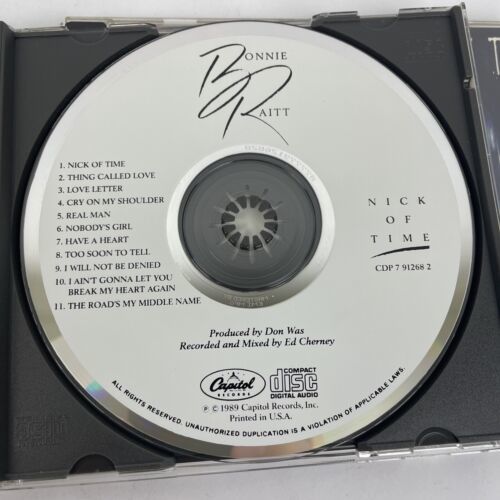 BONNIE
RAITT
1. NICK OF TIME
2. THING CALLED LOVE
3. LOVE LETTER
4. CRY ON MY SHOULDER
5. REAL MAN
6. NOBODY'S GIRL
7. HAVE A HEART
8. TOO SOON TO TELL
9. I WILL NOT BE DENIED
10. I AIN'T GONNA LET YOU
BREAK MY HEART AGAIN
11. THE ROAD'S MY MIDDLE NAME
NICK
OF
TIME
CDP 7 91268 2
Produced by Don Was
Recorded and Mixed by Ed Cherney
Capitol
RECORDS
COMPACT
disc
DIGITAL AUDIO
℗ © 1989 Capitol Records, Inc.
Printed in U.S.A.
ALL RIGHTS RESERVED. UNAUTHORIZED DUPLICATION IS A VIOLATION OF APPLICABLE LAWS.